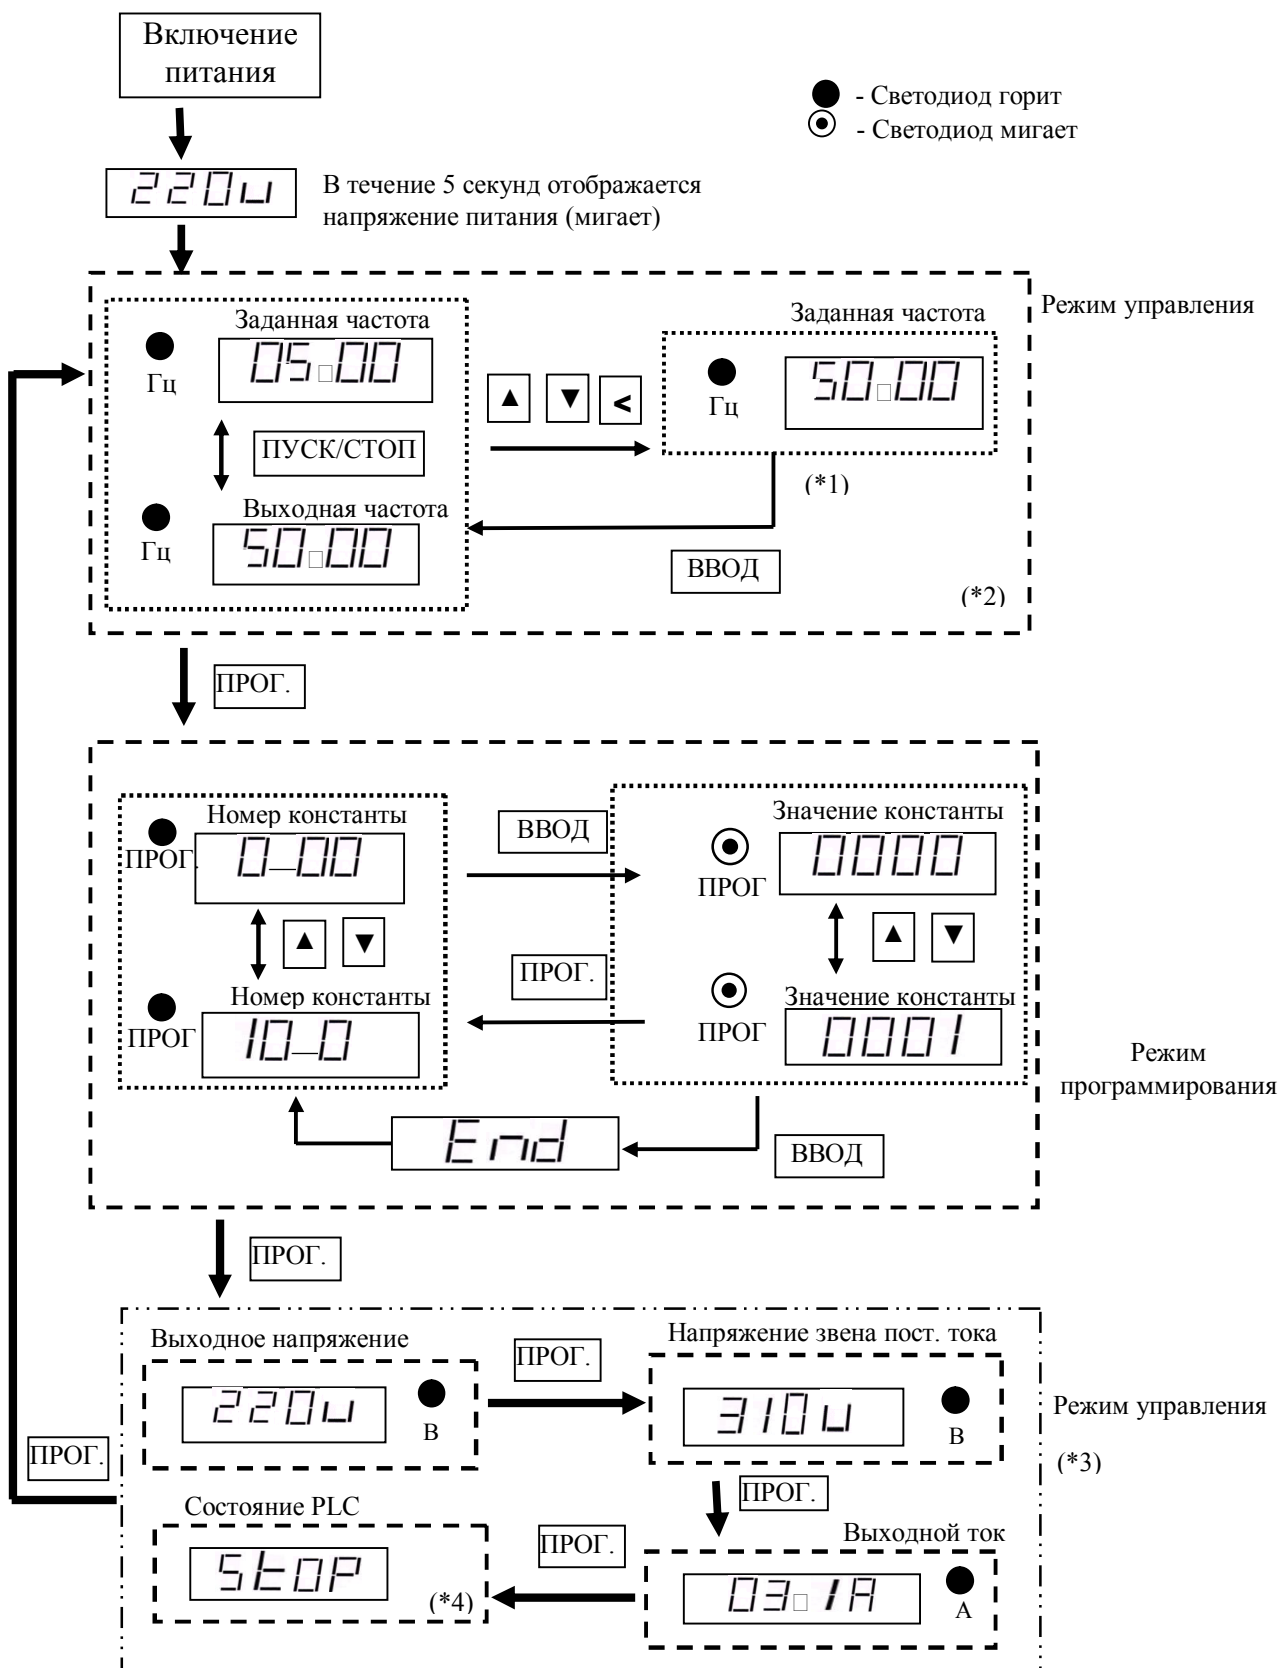 Включение
питания
- Светодиод горит
- Светодиод мигает
220u
В течение 5 секунд отображается
напряжение питания (мигает)
Режим управления
Заданная частота
05.00
Гц
▲ ▼ <
Заданная частота
50.00
Гц
ПУСК/СТОП
(*1)
Выходная частота
50.00
Гц
ВВОД
(*2)
ПРОГ.
Номер константы
0—00
ПРОГ.
ВВОД
Значение константы
0000
ПРОГ
▲ ▼
▲ ▼
ПРОГ.
Номер константы
10—0
ПРОГ
Значение константы
0001
ПРОГ
Режим
программирования
End
ВВОД
ПРОГ.
Выходное напряжение
220u
В
ПРОГ.
Напряжение звена пост. тока
310u
В
Режим управления
(*3)
ПРОГ.
ПРОГ.
Состояние PLC
StoP
(*4)
ПРОГ.
Выходной ток
03.1A
А